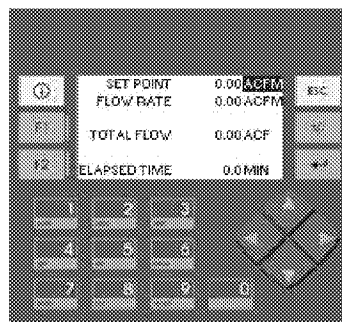 SET POINT 0.00 ACFM
FLOW RATE 0.00 ACFM
TOTAL FLOW 0.00 ACF
ELAPSED TIME 0.0 MIN
ESC
F1
F2
1 2 3
4 5 6
7 8 9 0